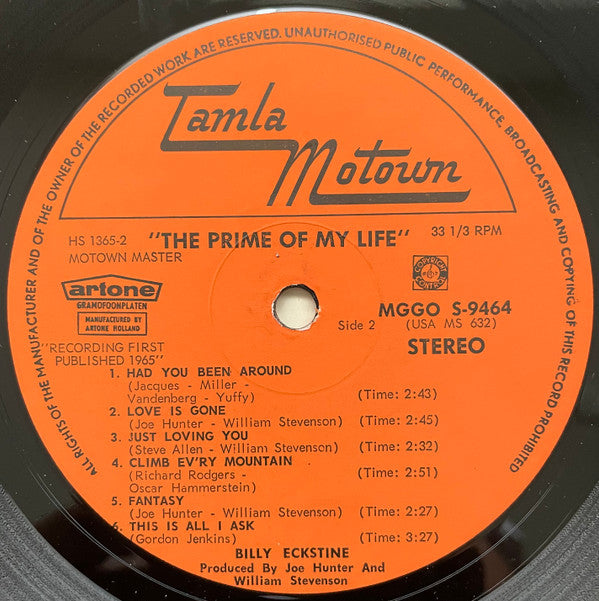 ALL RIGHTS OF THE MANUFACTURER AND OF THE OWNER OF THE RECORDED WORK ARE RESERVED. UNAUTHORISED PUBLIC PERFORMANCE, BROADCASTING AND COPYING OF THIS RECORD PROHIBITED
Tamla
Motown
HS 1365-2 "THE PRIME OF MY LIFE" 33 1/3 RPM
MOTOWN MASTER
artone
GRAMOFOONPLATEN
MANUFACTURED BY
ARTONE HOLLAND
COPYRIGHT
CONTROL
MGGO S-9464
Side 2 (USA MS 632)
STEREO
"RECORDING FIRST
PUBLISHED 1965"
1. HAD YOU BEEN AROUND
(Jacques - Miller -
Vandenberg - Yuffy) (Time: 2:43)
2. LOVE IS GONE
(Joe Hunter - William Stevenson) (Time: 2:45)
3. JUST LOVING YOU
(Steve Allen - William Stevenson) (Time: 2:32)
4. CLIMB EV'RY MOUNTAIN
(Richard Rodgers - (Time: 2:51)
Oscar Hammerstein)
5. FANTASY
(Joe Hunter - William Stevenson) (Time: 2:27)
6. THIS IS ALL I ASK
(Gordon Jenkins) (Time: 3:27)
BILLY ECKSTINE
Produced By Joe Hunter And
William Stevenson